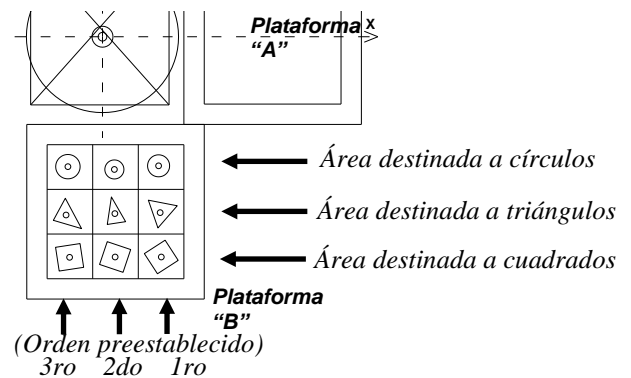 Plataforma x
“A”
Área destinada a círculos
Área destinada a triángulos
Área destinada a cuadrados
Plataforma
“B”
(Orden preestablecido)
3ro 2do 1ro